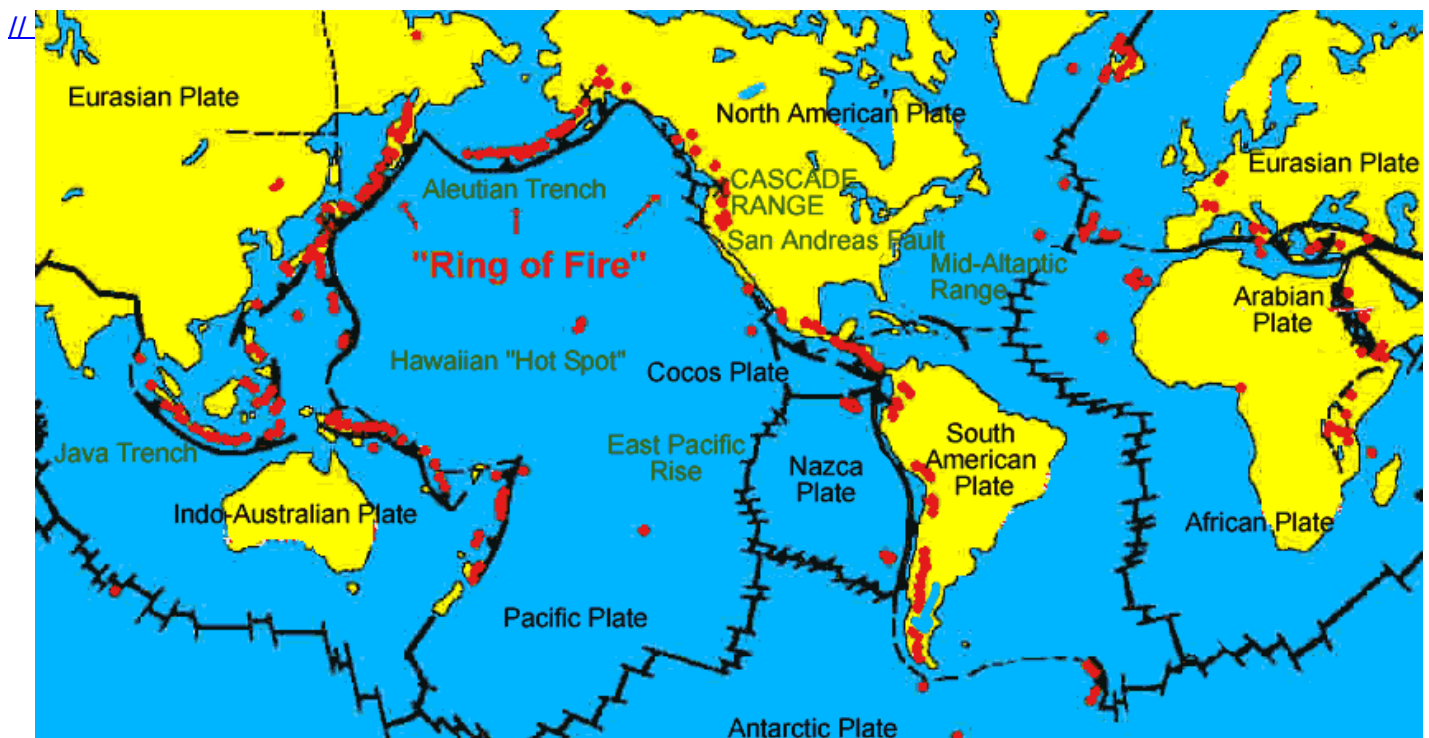 //
Eurasian Plate
North American Plate
Eurasian Plate
Aleutian Trench
CASCADE
RANGE
San Andreas Fault
"Ring of Fire"
Mid-Altantic
Range
Arabian
Plate
Hawaiian "Hot Spot"
Cocos Plate
Java Trench
East Pacific
Rise
South
American
Plate
Nazca
Plate
Indo-Australian Plate
African Plate
Pacific Plate
Antarctic Plate